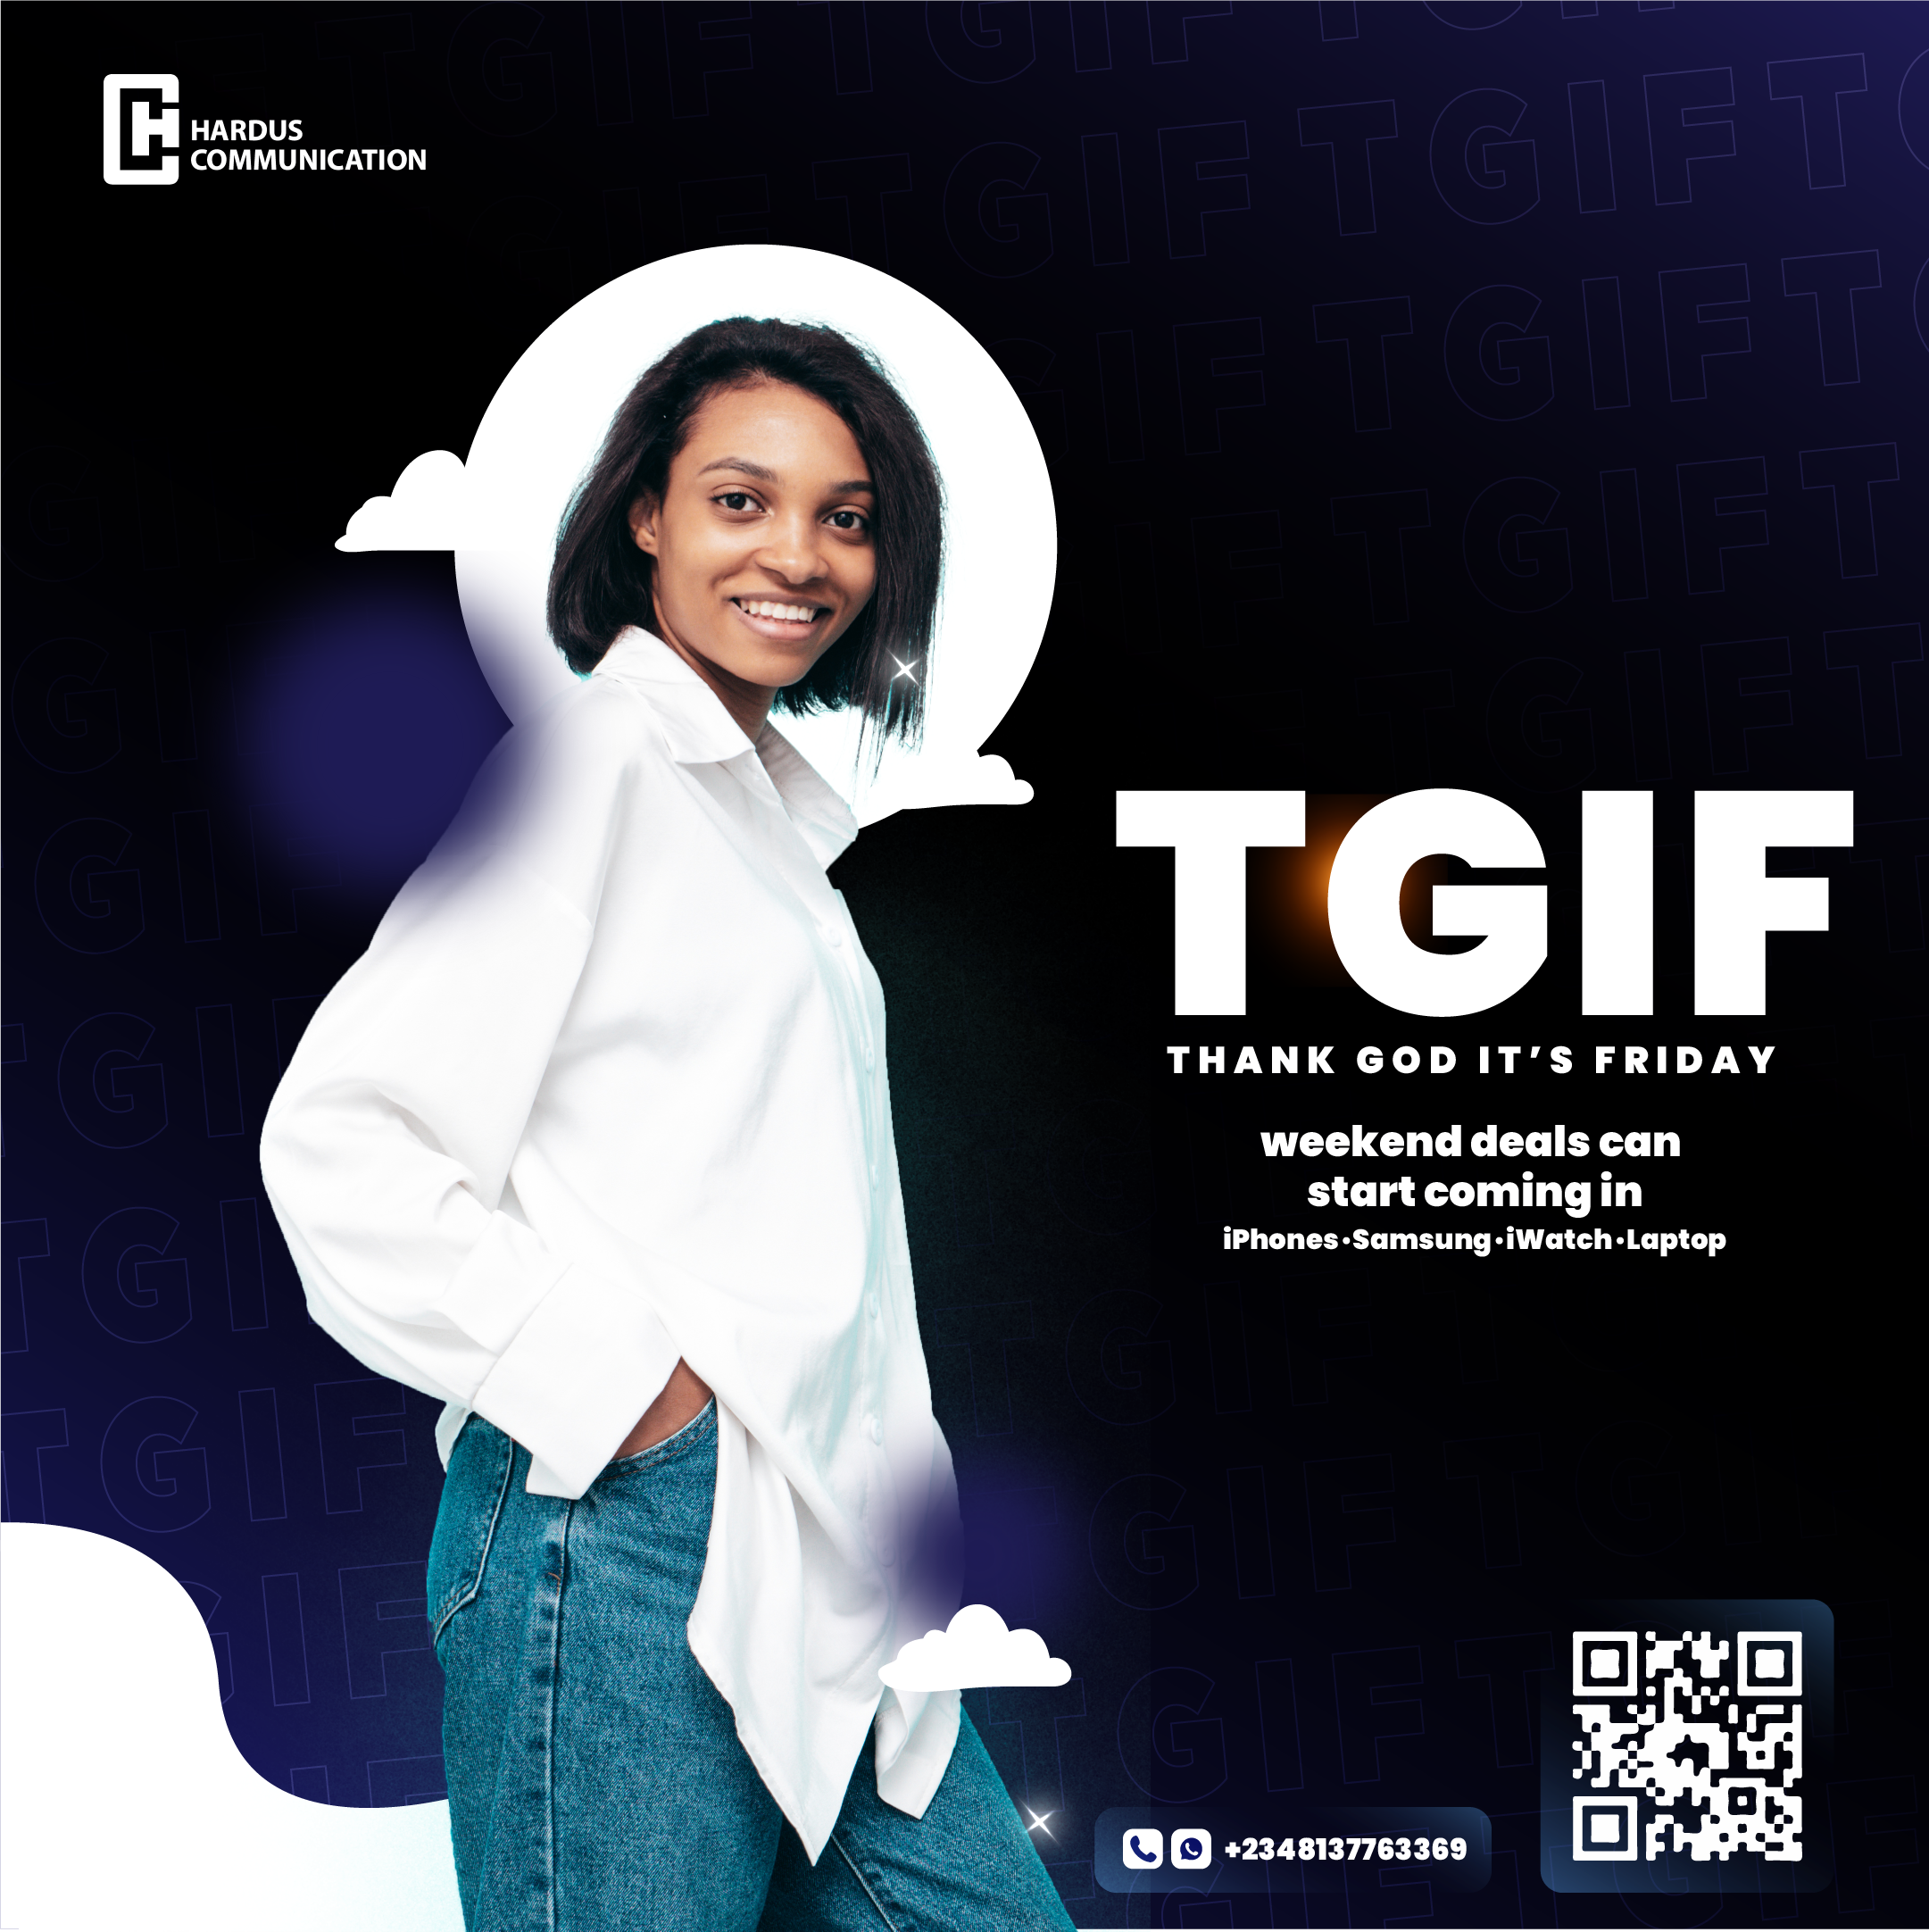 HARDUS
COMMUNICATION
TGIF
THANK GOD IT’S FRIDAY
weekend deals can
start coming in
iPhones•Samsung•iWatch•Laptop
+2348137763369